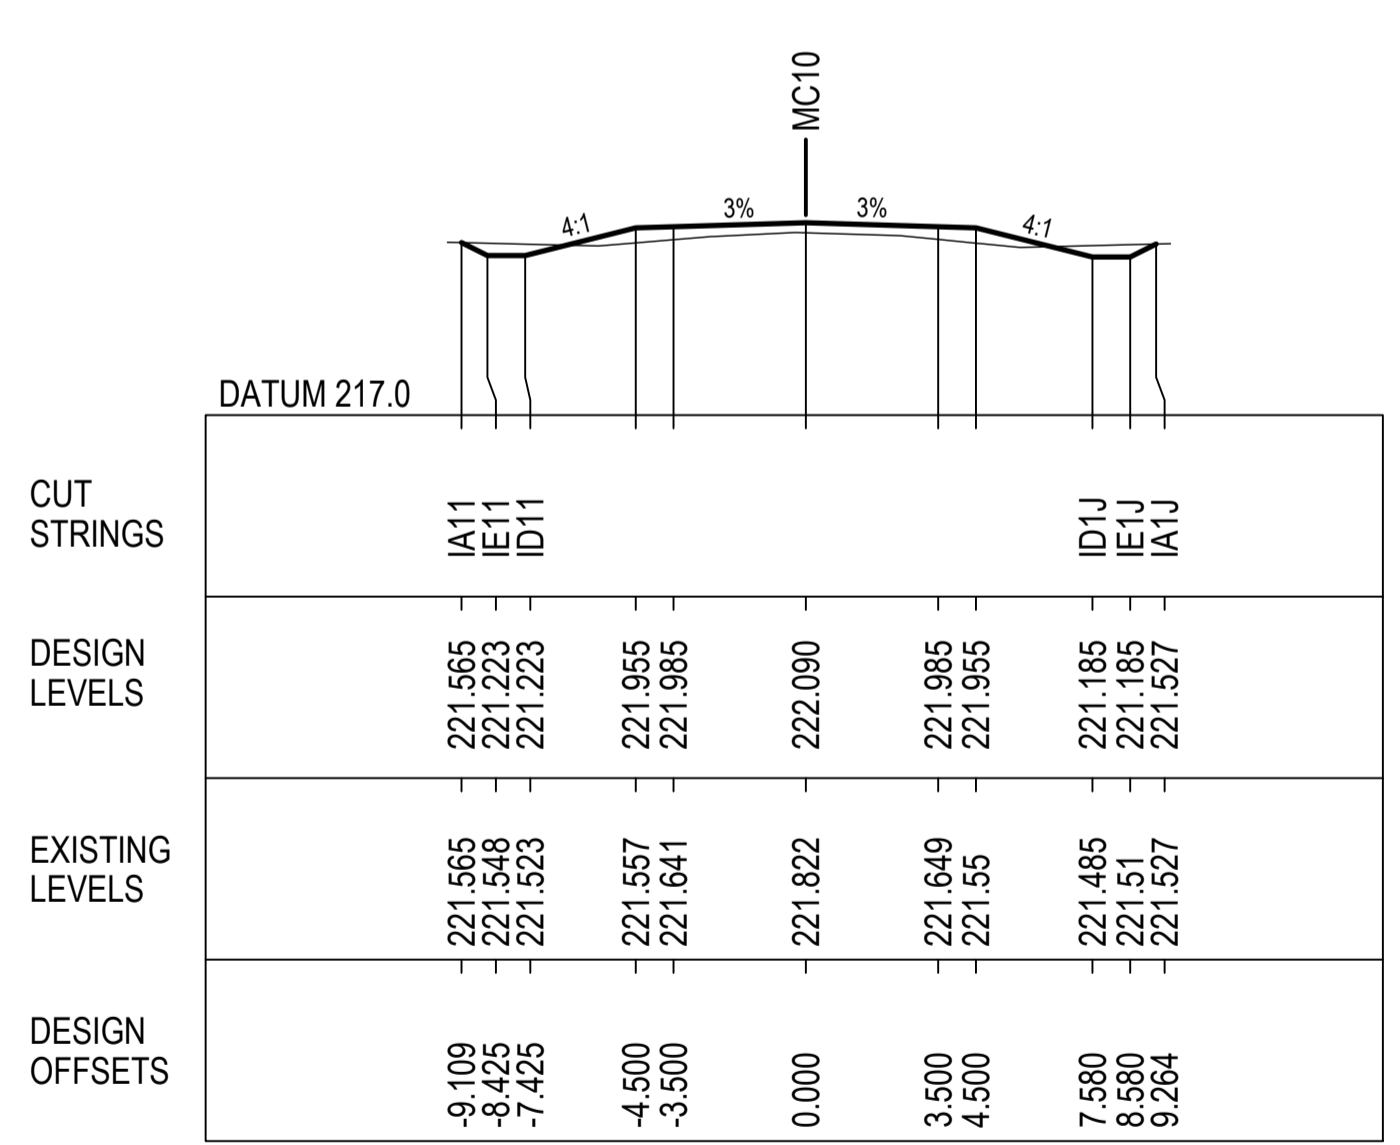 MC10
4:1
3%
3%
4:1
DATUM 217.0
CUT
STRINGS
IA11
IE11
ID11
ID1J
IE1J
IA1J
DESIGN
LEVELS
221.565
221.223
221.223
221.955
221.985
222.090
221.985
221.955
221.185
221.185
221.527
EXISTING
LEVELS
221.565
221.548
221.523
221.557
221.641
221.822
221.649
221.55
221.485
221.51
221.527
DESIGN
OFFSETS
-9.109
-8.425
-7.425
-4.500
-3.500
0.000
3.500
4.500
7.580
8.580
9.264